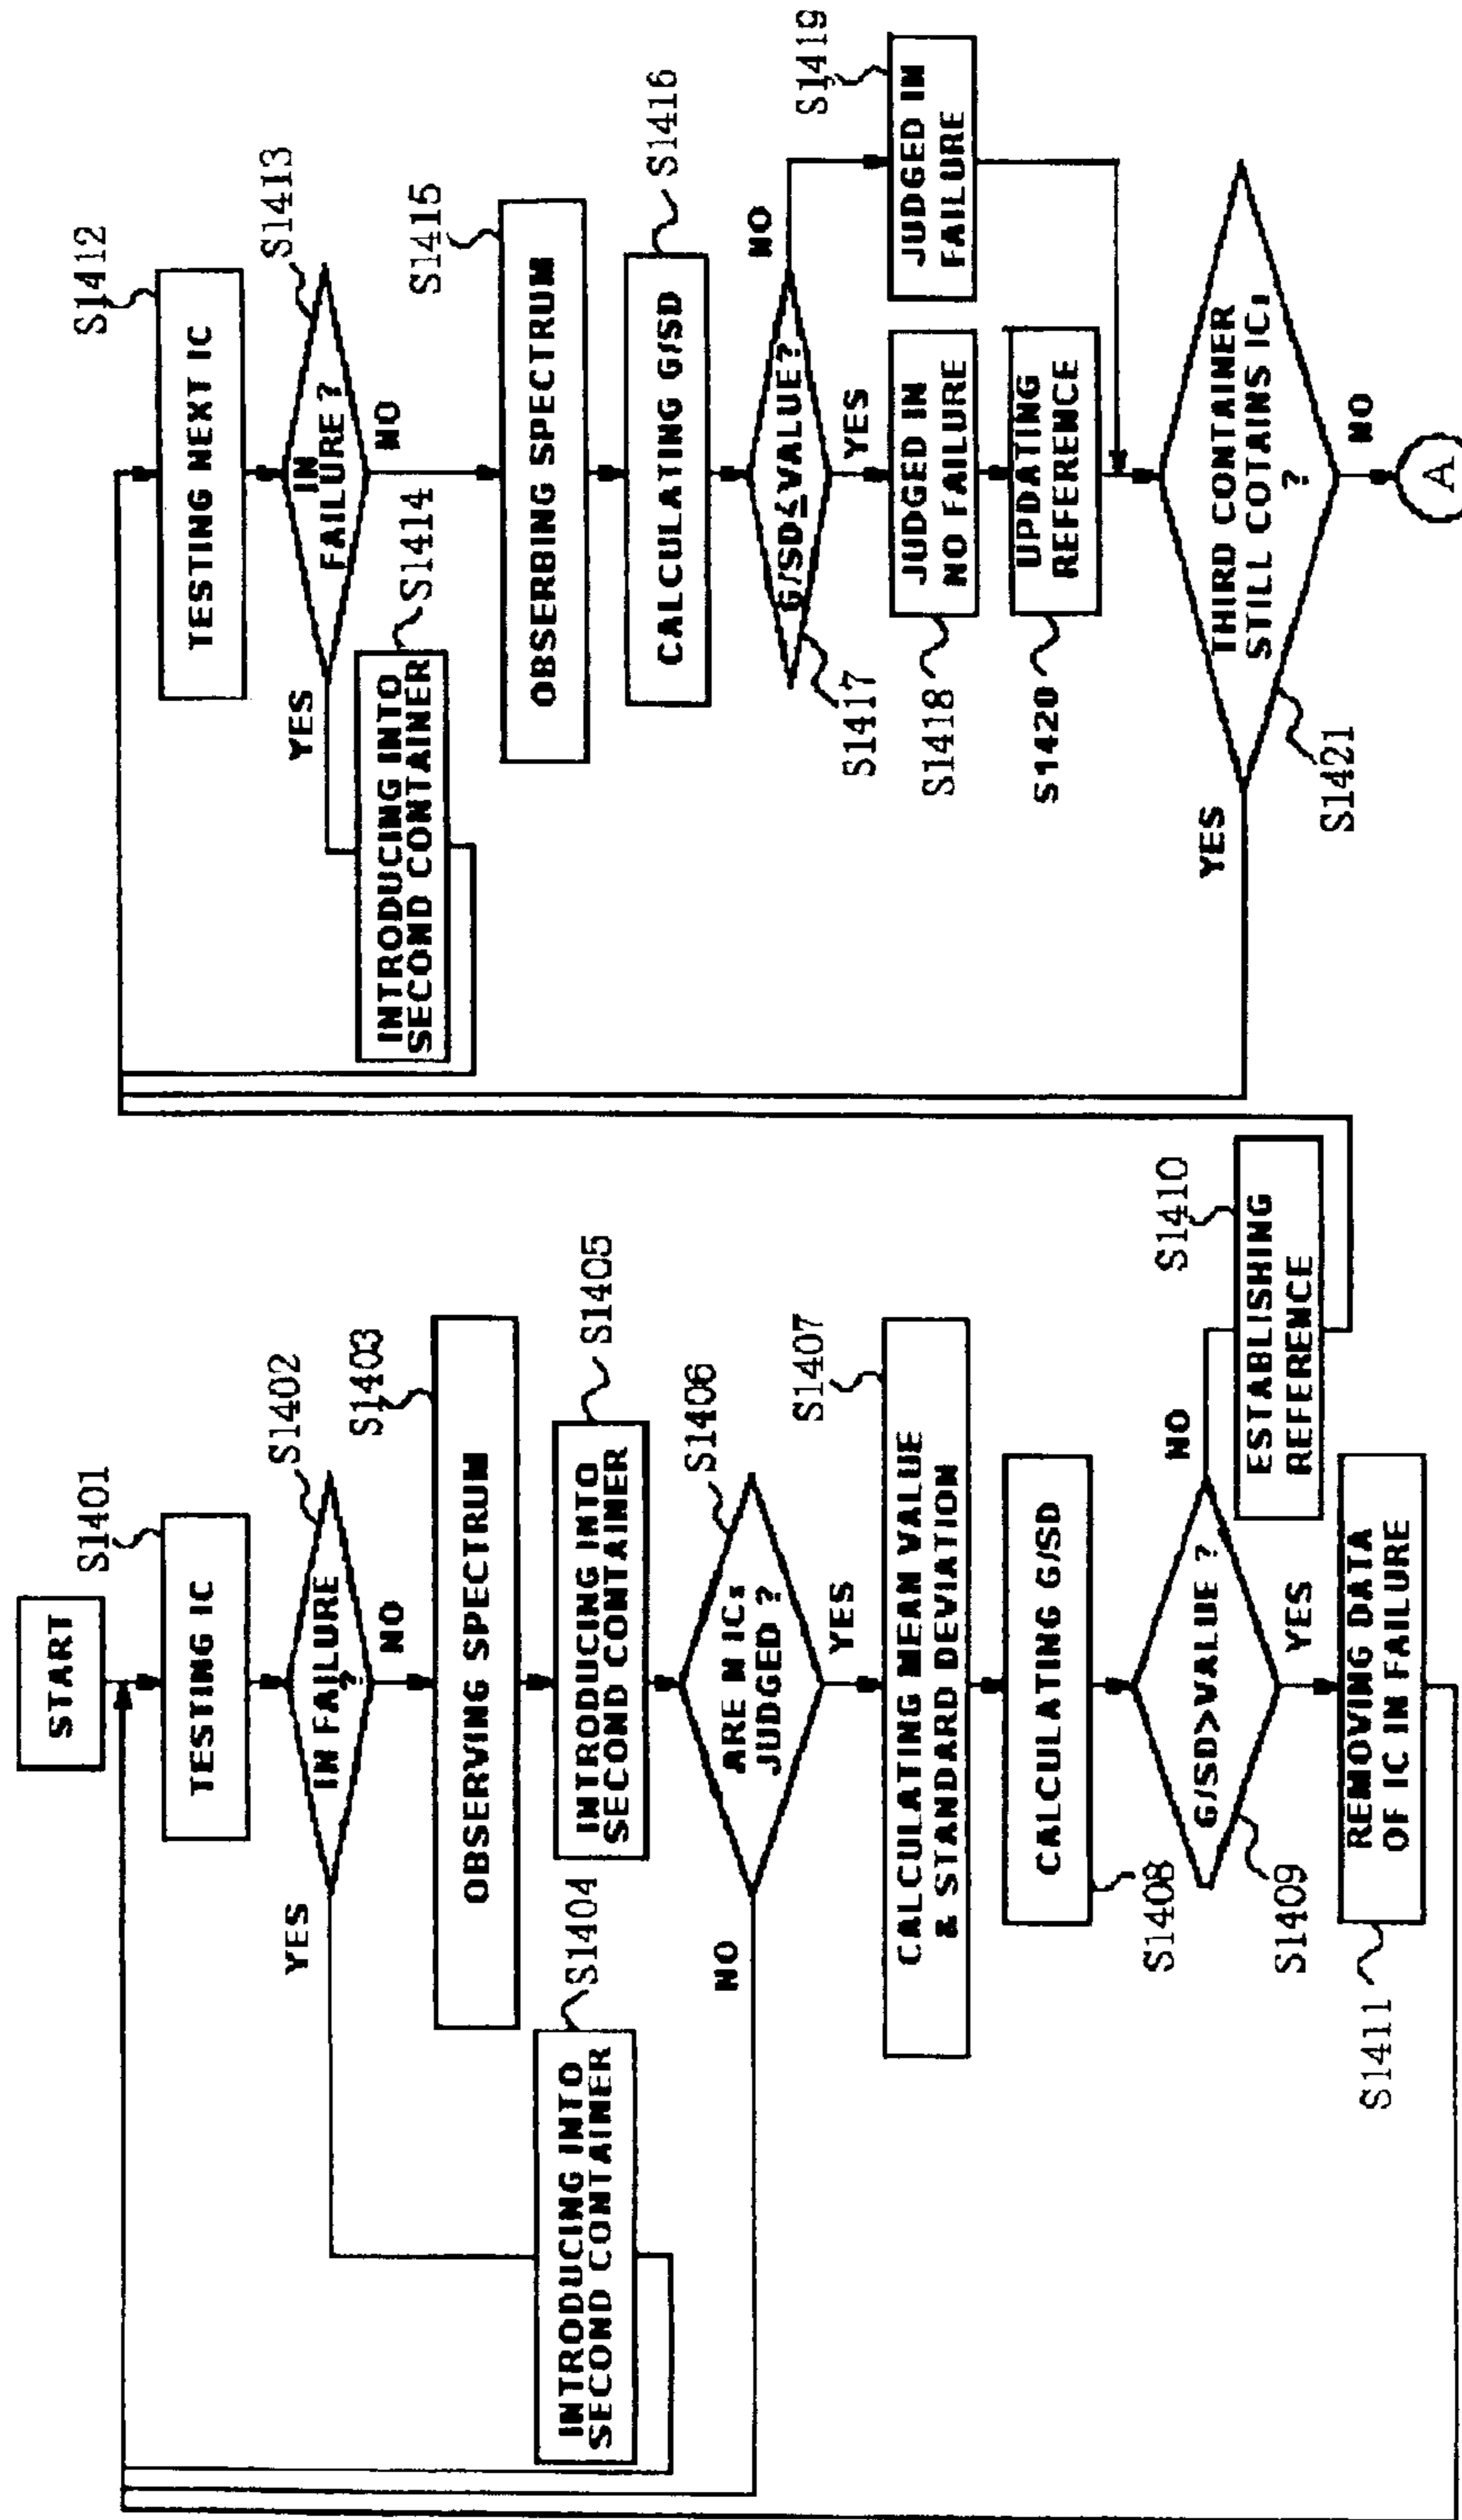 START
S1401
TESTING IC
S1402
IN FAILURE
?
YES
NO
S1403
OBSERVING SPECTRUM
S1404
INTRODUCING INTO
SECOND CONTAINER
S1405
INTRODUCING INTO
SECOND CONTAINER
S1406
ARE N ICs
JUDGED ?
NO
YES
S1407
CALCULATING MEAN VALUE
& STANDARD DEVIATION
CALCULATING G/SD
S1408
G/SD>VALUE ?
S1409
NO
YES
S1410
ESTABLISHING
REFERENCE
REMOVING DATA
OF IC IN FAILURE
S1411
S1412
TESTING NEXT IC
S1413
IN
FAILURE ?
YES
NO
S1414
INTRODUCING INTO
SECOND CONTAINER
S1415
OBSERBING SPECTRUM
S1416
CALCULATING G/SD
G/SD≤VALUE?
S1417
NO
YES
S1418
JUDGED IN
NO FAILURE
S1419
JUDGED IN
FAILURE
S1420
UPDATING
REFERENCE
THIRD CONTAINER
STILL COTAINS ICs
?
S1421
YES
NO
A